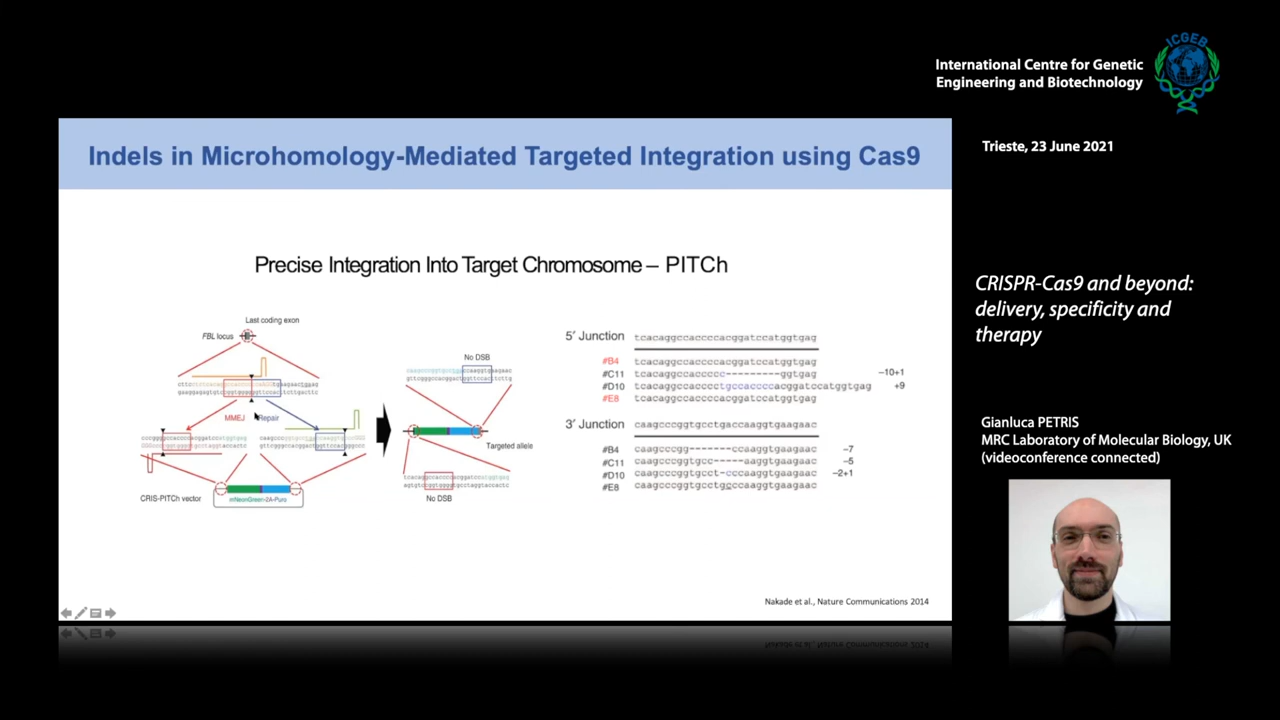 ICGEB
International Centre for Genetic
Engineering and Biotechnology
Trieste, 23 June 2021
Indels in Microhomology-Mediated Targeted Integration using Cas9
Precise Integration Into Target Chromosome – PITCh
Last coding exon
FBL locus
MMEJ
Repair
CRIS-PITCh vector
mNeonGreen-2A-Puro
No DSB
Targeted allele
No DSB
5′ Junction tcacaggccaccccacggatccatggtgag
#B4 tcacaggccaccccacggatccatggtgag
#C11 tcacaggccaccccc---------ggtgag −10+1
#D10 tcacaggccaccccctgccaccccacggatccatggtgag +9
#E8 tcacaggccaccccacggatccatggtgag
3′ Junction caagcccggtgcctgaccaaggtgaagaac
#B4 caagcccgg-------ccaaggtgaagaac −7
#C11 caagcccggtgcc-----aaggtgaagaac −5
#D10 caagcccggtgcct-cccaaggtgaagaac −2+1
#E8 caagcccggtgcctgcccaaggtgaagaac
Nakade et al., Nature Communications 2014
CRISPR-Cas9 and beyond:
delivery, specificity and
therapy
Gianluca PETRIS
MRC Laboratory of Molecular Biology, UK
(videoconference connected)